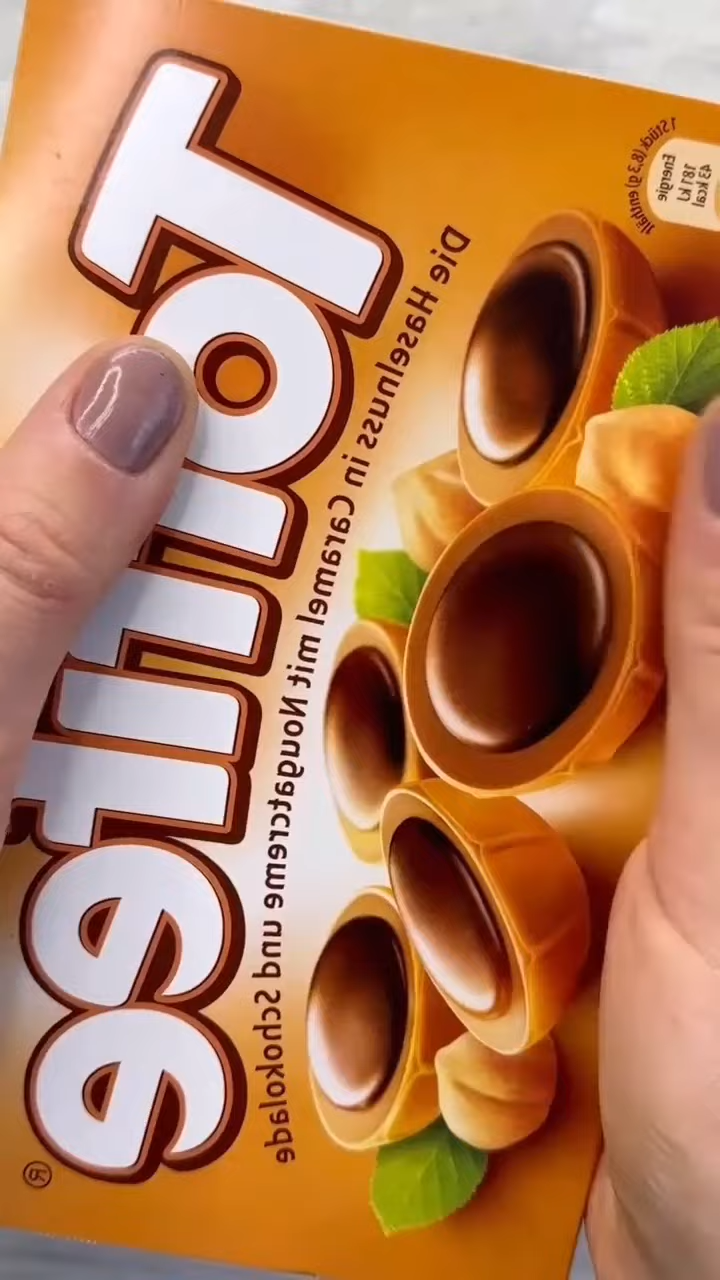 Toffifee®
Die Haselnuss in Caramel mit Nougatcreme und Schokolade
1 Stück (8,3 g) enthält
Energie
181 kJ
43 kcal